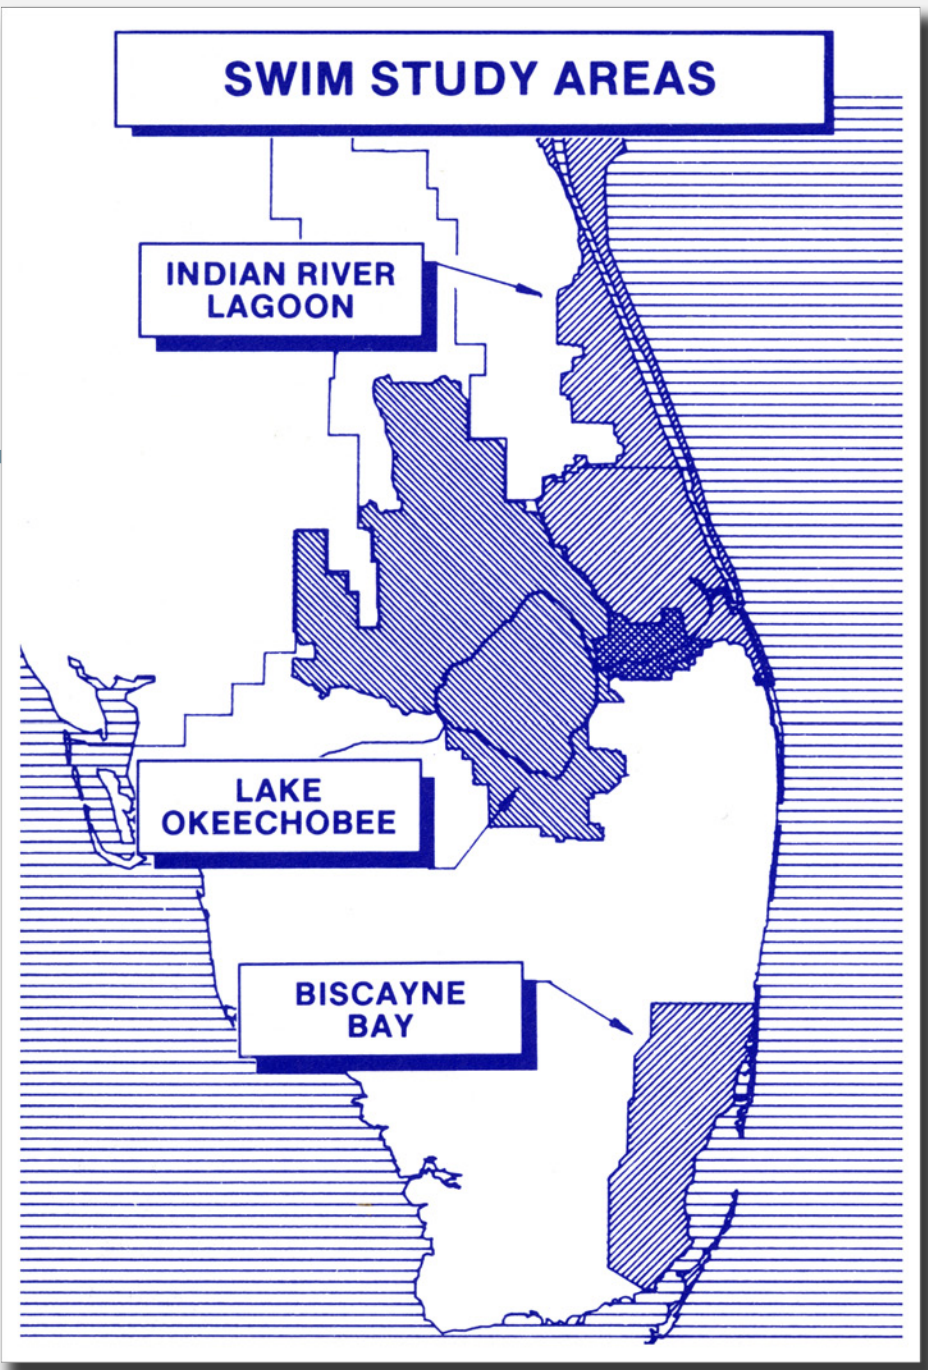 SWIM STUDY AREAS
INDIAN RIVER
LAGOON
LAKE
OKEECHOBEE
BISCAYNE
BAY